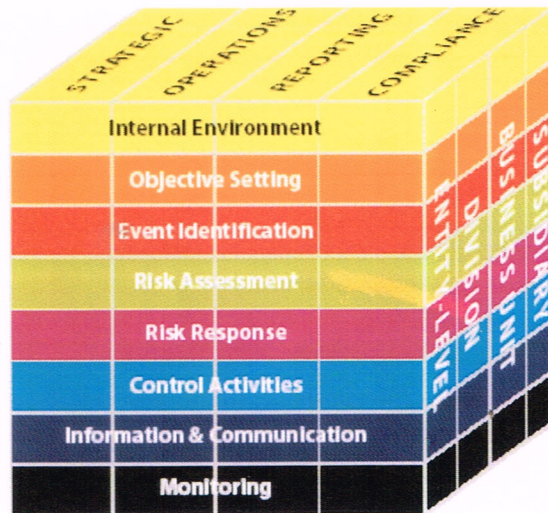 STRATEGIC
OPERATIONS
REPORTING
COMPLIANCE
Internal Environment
Objective Setting
Event Identification
Risk Assessment
Risk Response
Control Activities
Information & Communication
Monitoring
ENTITY-LEVEL
DIVISION
BUSINESS UNIT
SUBSIDIARY